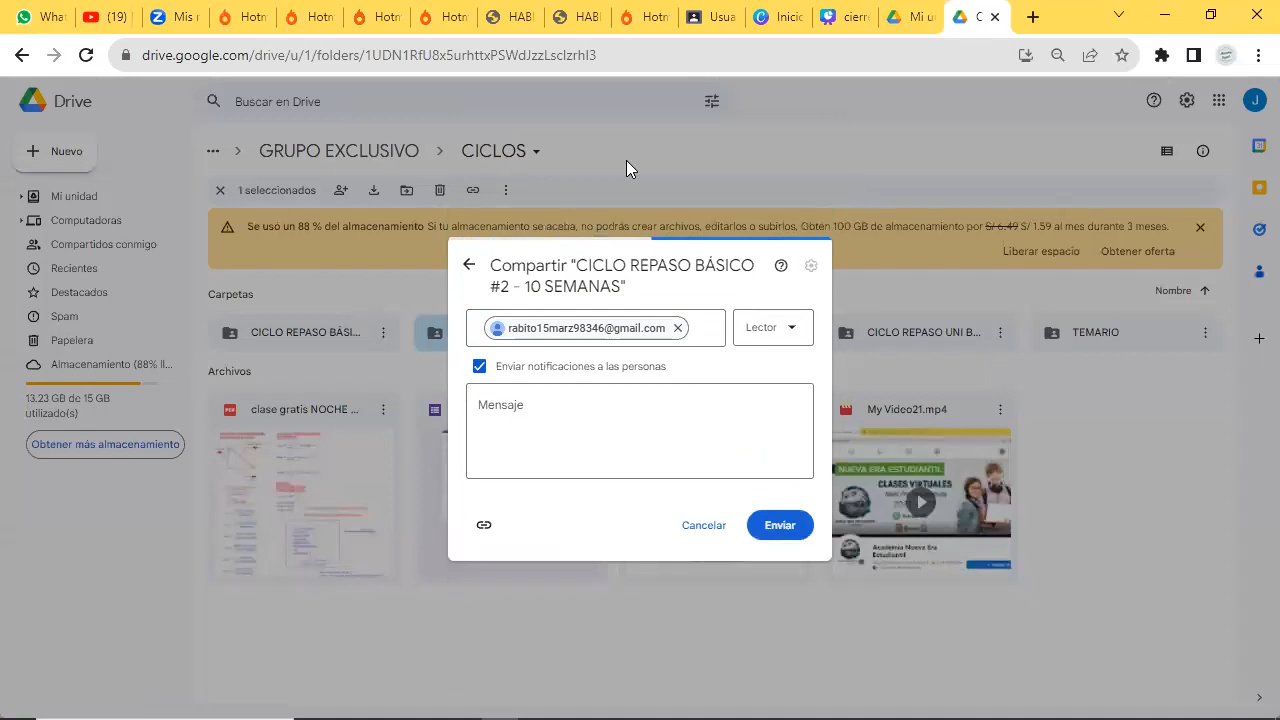 What
(19)
Mis r
Hotn
Hotn
Hotn
Hotn
HABI
Hotn
Usua
Inicio
cierre
Mi u
C
drive.google.com/drive/u/1/folders/1UDN1RfU8x5urhttxPSWdJzzLsclzrhI3
Drive
Buscar en Drive
Nuevo
GRUPO EXCLUSIVO
CICLOS
1 seleccionados
Mi unidad
Computadoras
Compartidos conmigo
Recientes
Destacados
Spam
Papelera
Almacenamiento (88% ll...
13.23 GB de 15 GB
utilizado(s)
Obtener más almacenamiento
Se usó un 88 % del almacenamiento Si tu almacenamiento se acaba, no podrás crear archivos, editarlos o subirlos. Obtén 100 GB de almacenamiento por S/ 6.49 S/ 1.59 al mes durante 3 meses.
Liberar espacio
Obtener oferta
Carpetas
Nombre
CICLO REPASO BÁSI...
CICLO REPASO UNI B...
TEMARIO
Archivos
clase gratis NOCHE ...
My Video21.mp4
NUEVA ERA ESTUDIANTIL
CLASES VIRTUALES
Academia Nueva Era
Estudiantil
Compartir "CICLO REPASO BÁSICO
#2 - 10 SEMANAS"
rabito15marz98346@gmail.com
Lector
Enviar notificaciones a las personas
Mensaje
Cancelar
Enviar
J